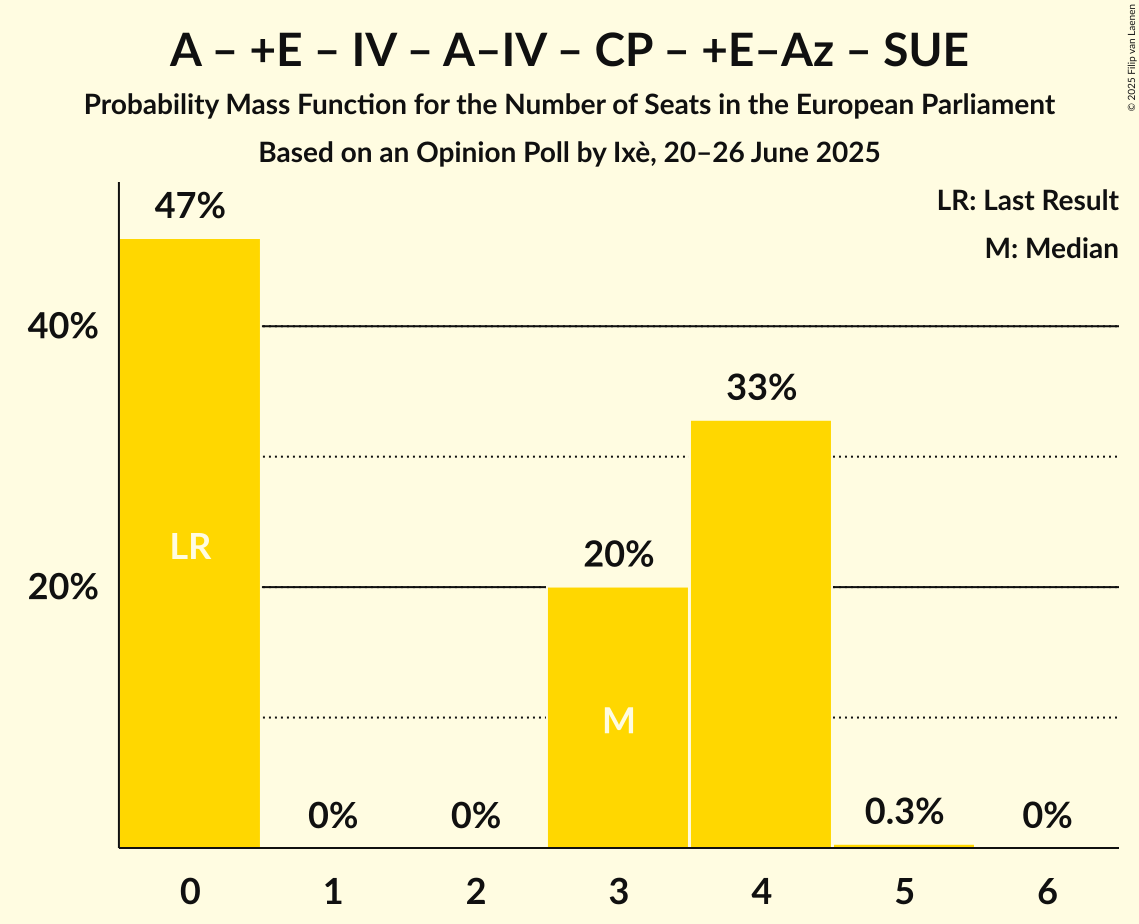 A – +E – IV – A–IV – CP – +E–Az – SUE
Probability Mass Function for the Number of Seats in the European Parliament
Based on an Opinion Poll by Ixè, 20–26 June 2025
© 2025 Filip van Laenen
LR: Last Result
M: Median
47%
40%
33%
20%
20%
LR
M
0%
0%
0.3%
0%
0 1 2 3 4 5 6